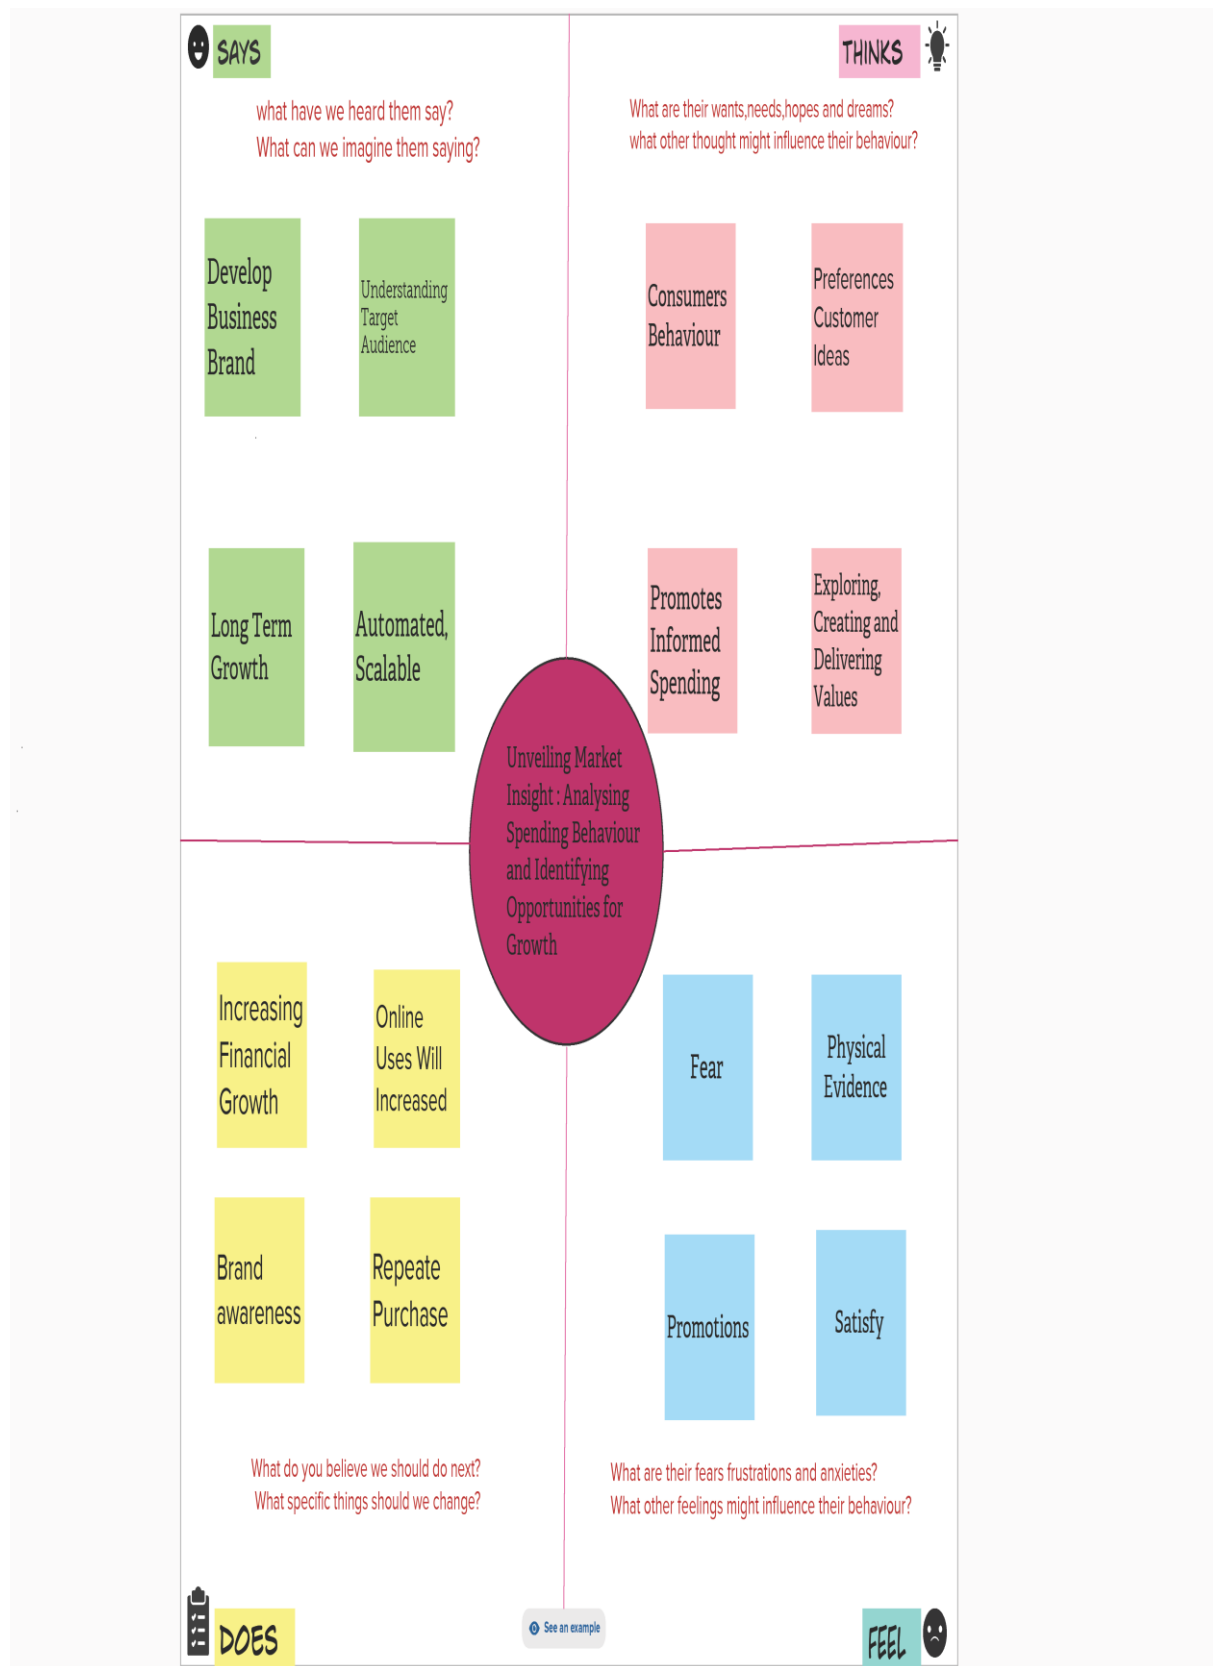 SAYS
what have we heard them say?
What can we imagine them saying?
Develop
Business
Brand
Understanding
Target
Audience
Long Term
Growth
Automated,
Scalable
THINKS
What are their wants,needs,hopes and dreams?
what other thought might influence their behaviour?
Consumers
Behaviour
Preferences
Customer
Ideas
Promotes
Informed
Spending
Exploring,
Creating and
Delivering
Values
Unveiling Market
Insight : Analysing
Spending Behaviour
and Identifying
Opportunities for
Growth
Increasing
Financial
Growth
Online
Uses Will
Increased
Brand
awareness
Repeate
Purchase
What do you believe we should do next?
What specific things should we change?
DOES
Fear
Physical
Evidence
Promotions
Satisfy
What are their fears frustrations and anxieties?
What other feelings might influence their behaviour?
See an example
FEEL